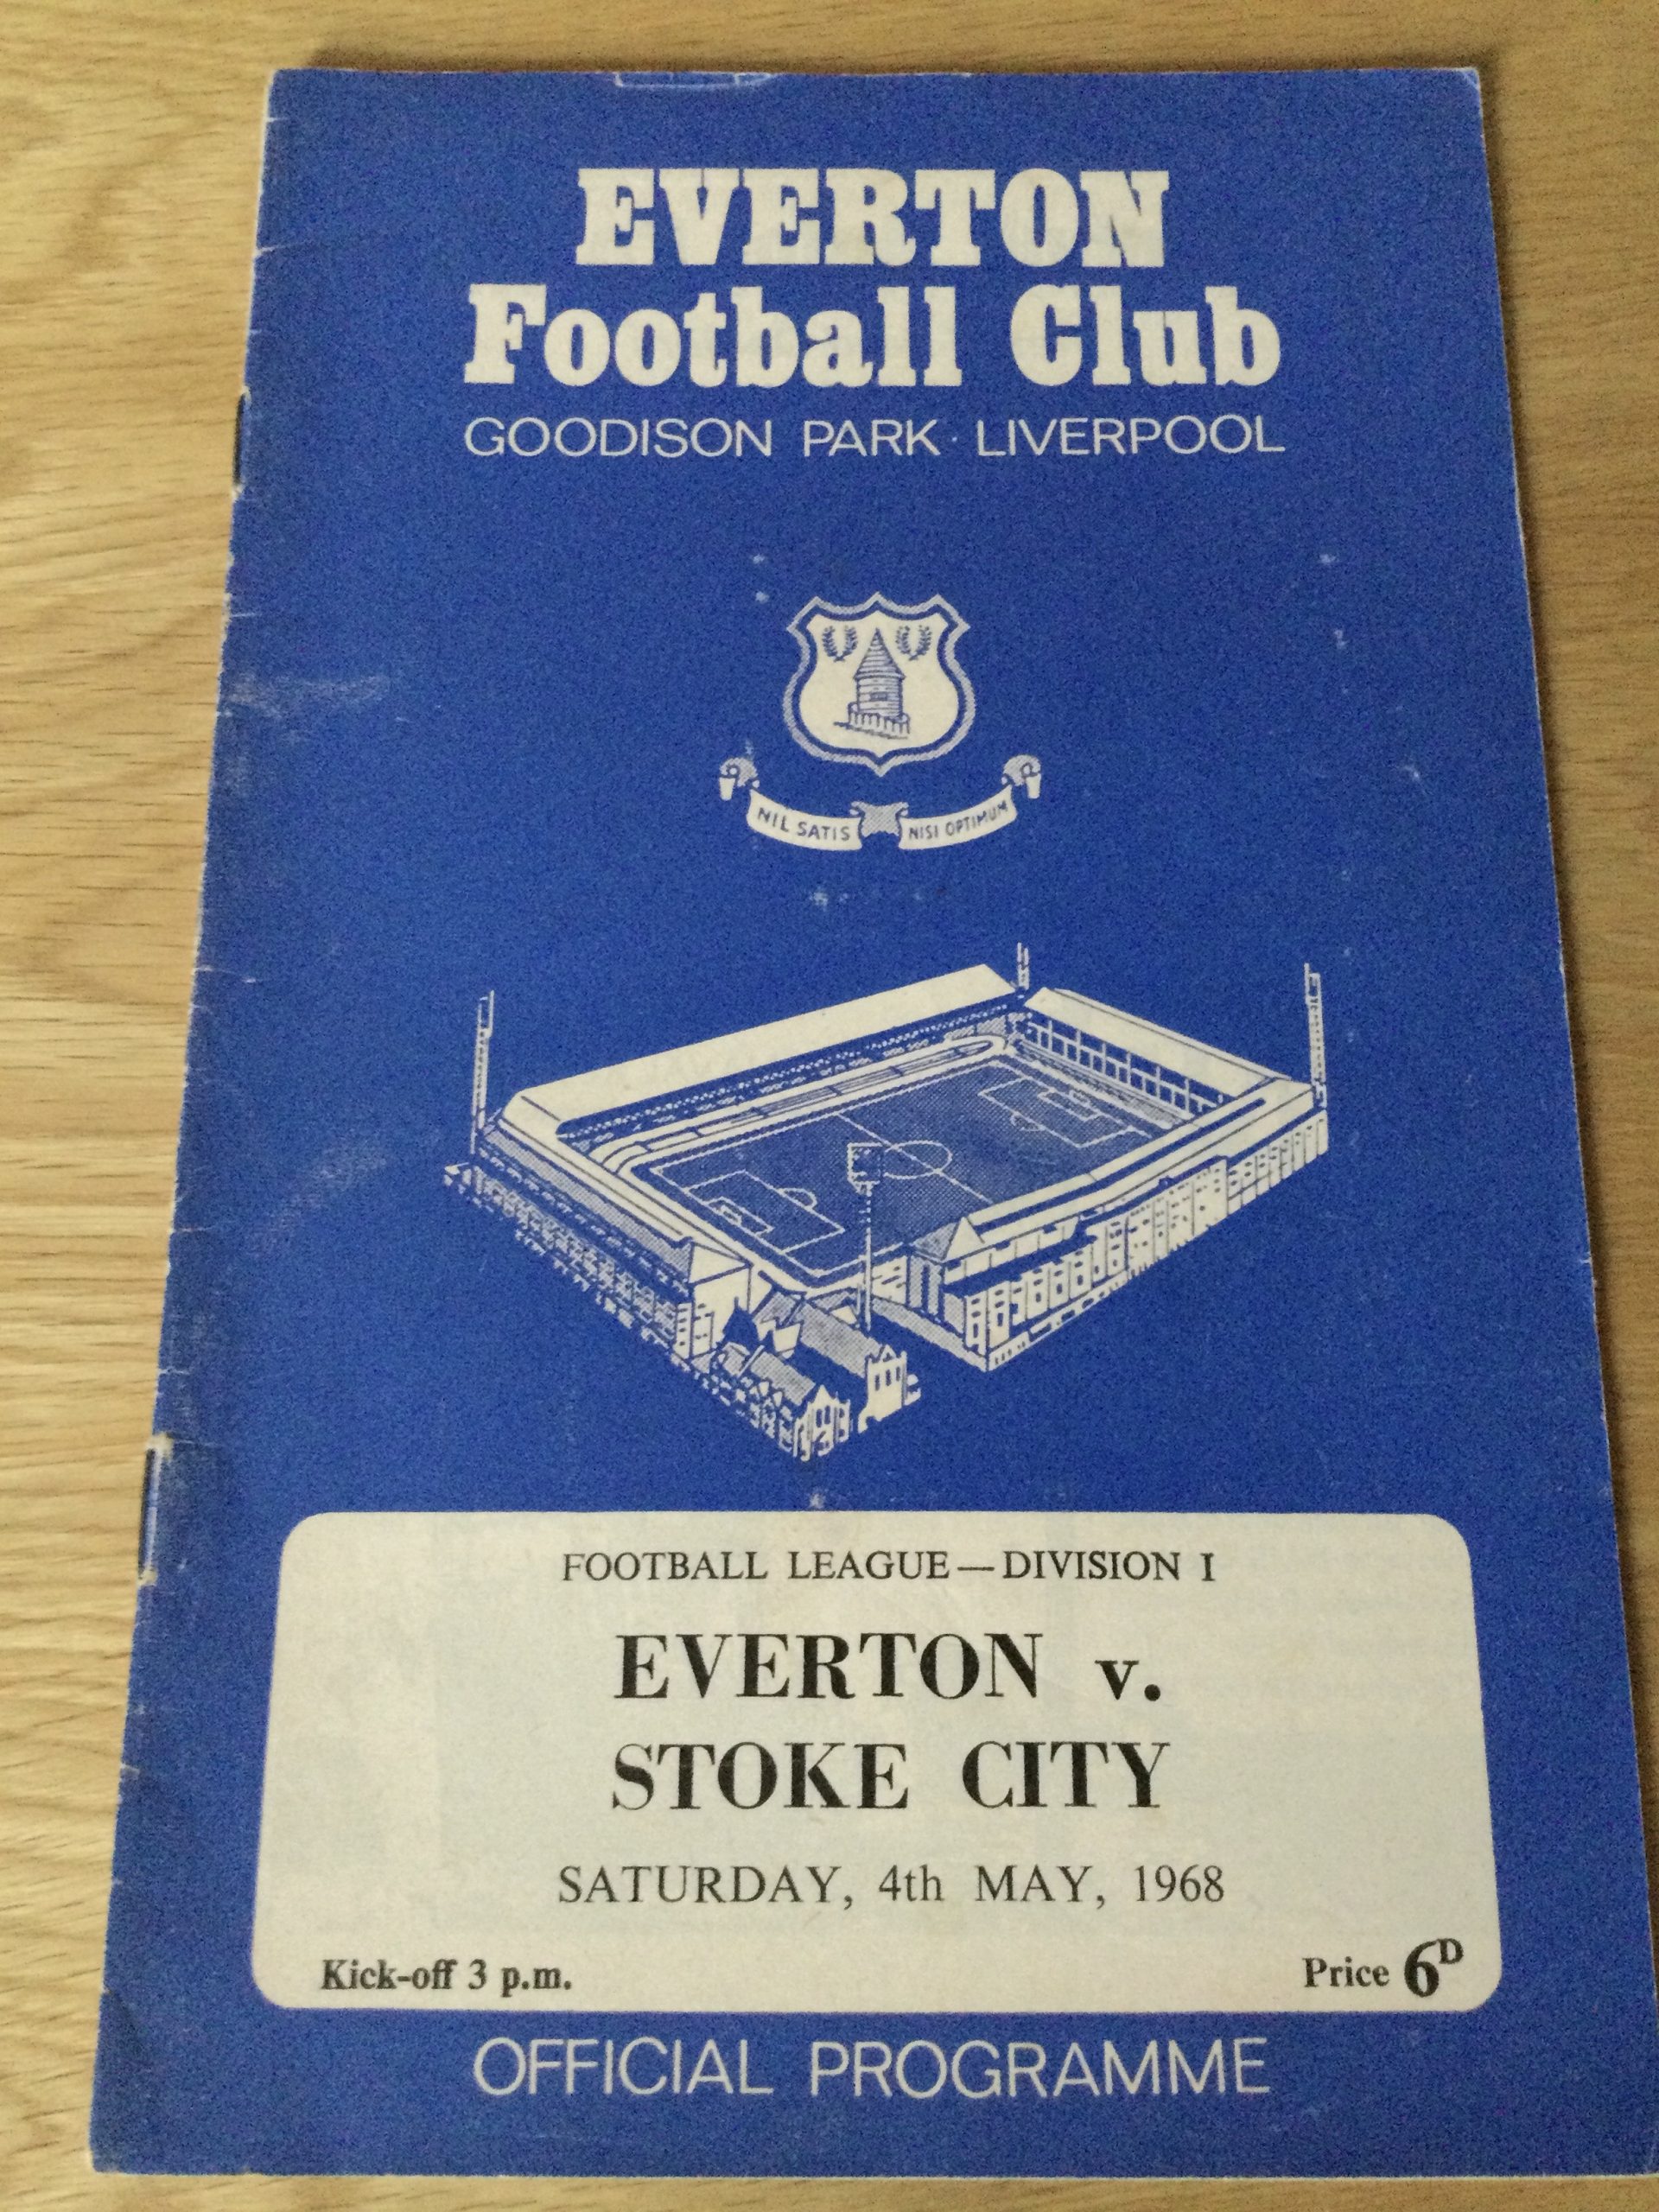 EVERTON
Football Club
GOODISON PARK · LIVERPOOL
NIL SATIS NISI OPTIMUM
FOOTBALL LEAGUE — DIVISION I
EVERTON v.
STOKE CITY
SATURDAY, 4th MAY, 1968
Kick-off 3 p.m. Price 6D
OFFICIAL PROGRAMME